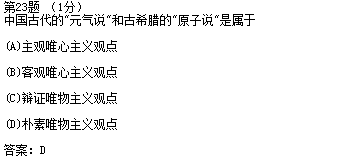 第23题 （1分）
中国古代的"元气说"和古希腊的"原子说"是属于
(A)主观唯心主义观点
(B)客观唯心主义观点
(C)辩证唯物主义观点
(D)朴素唯物主义观点
答案：D